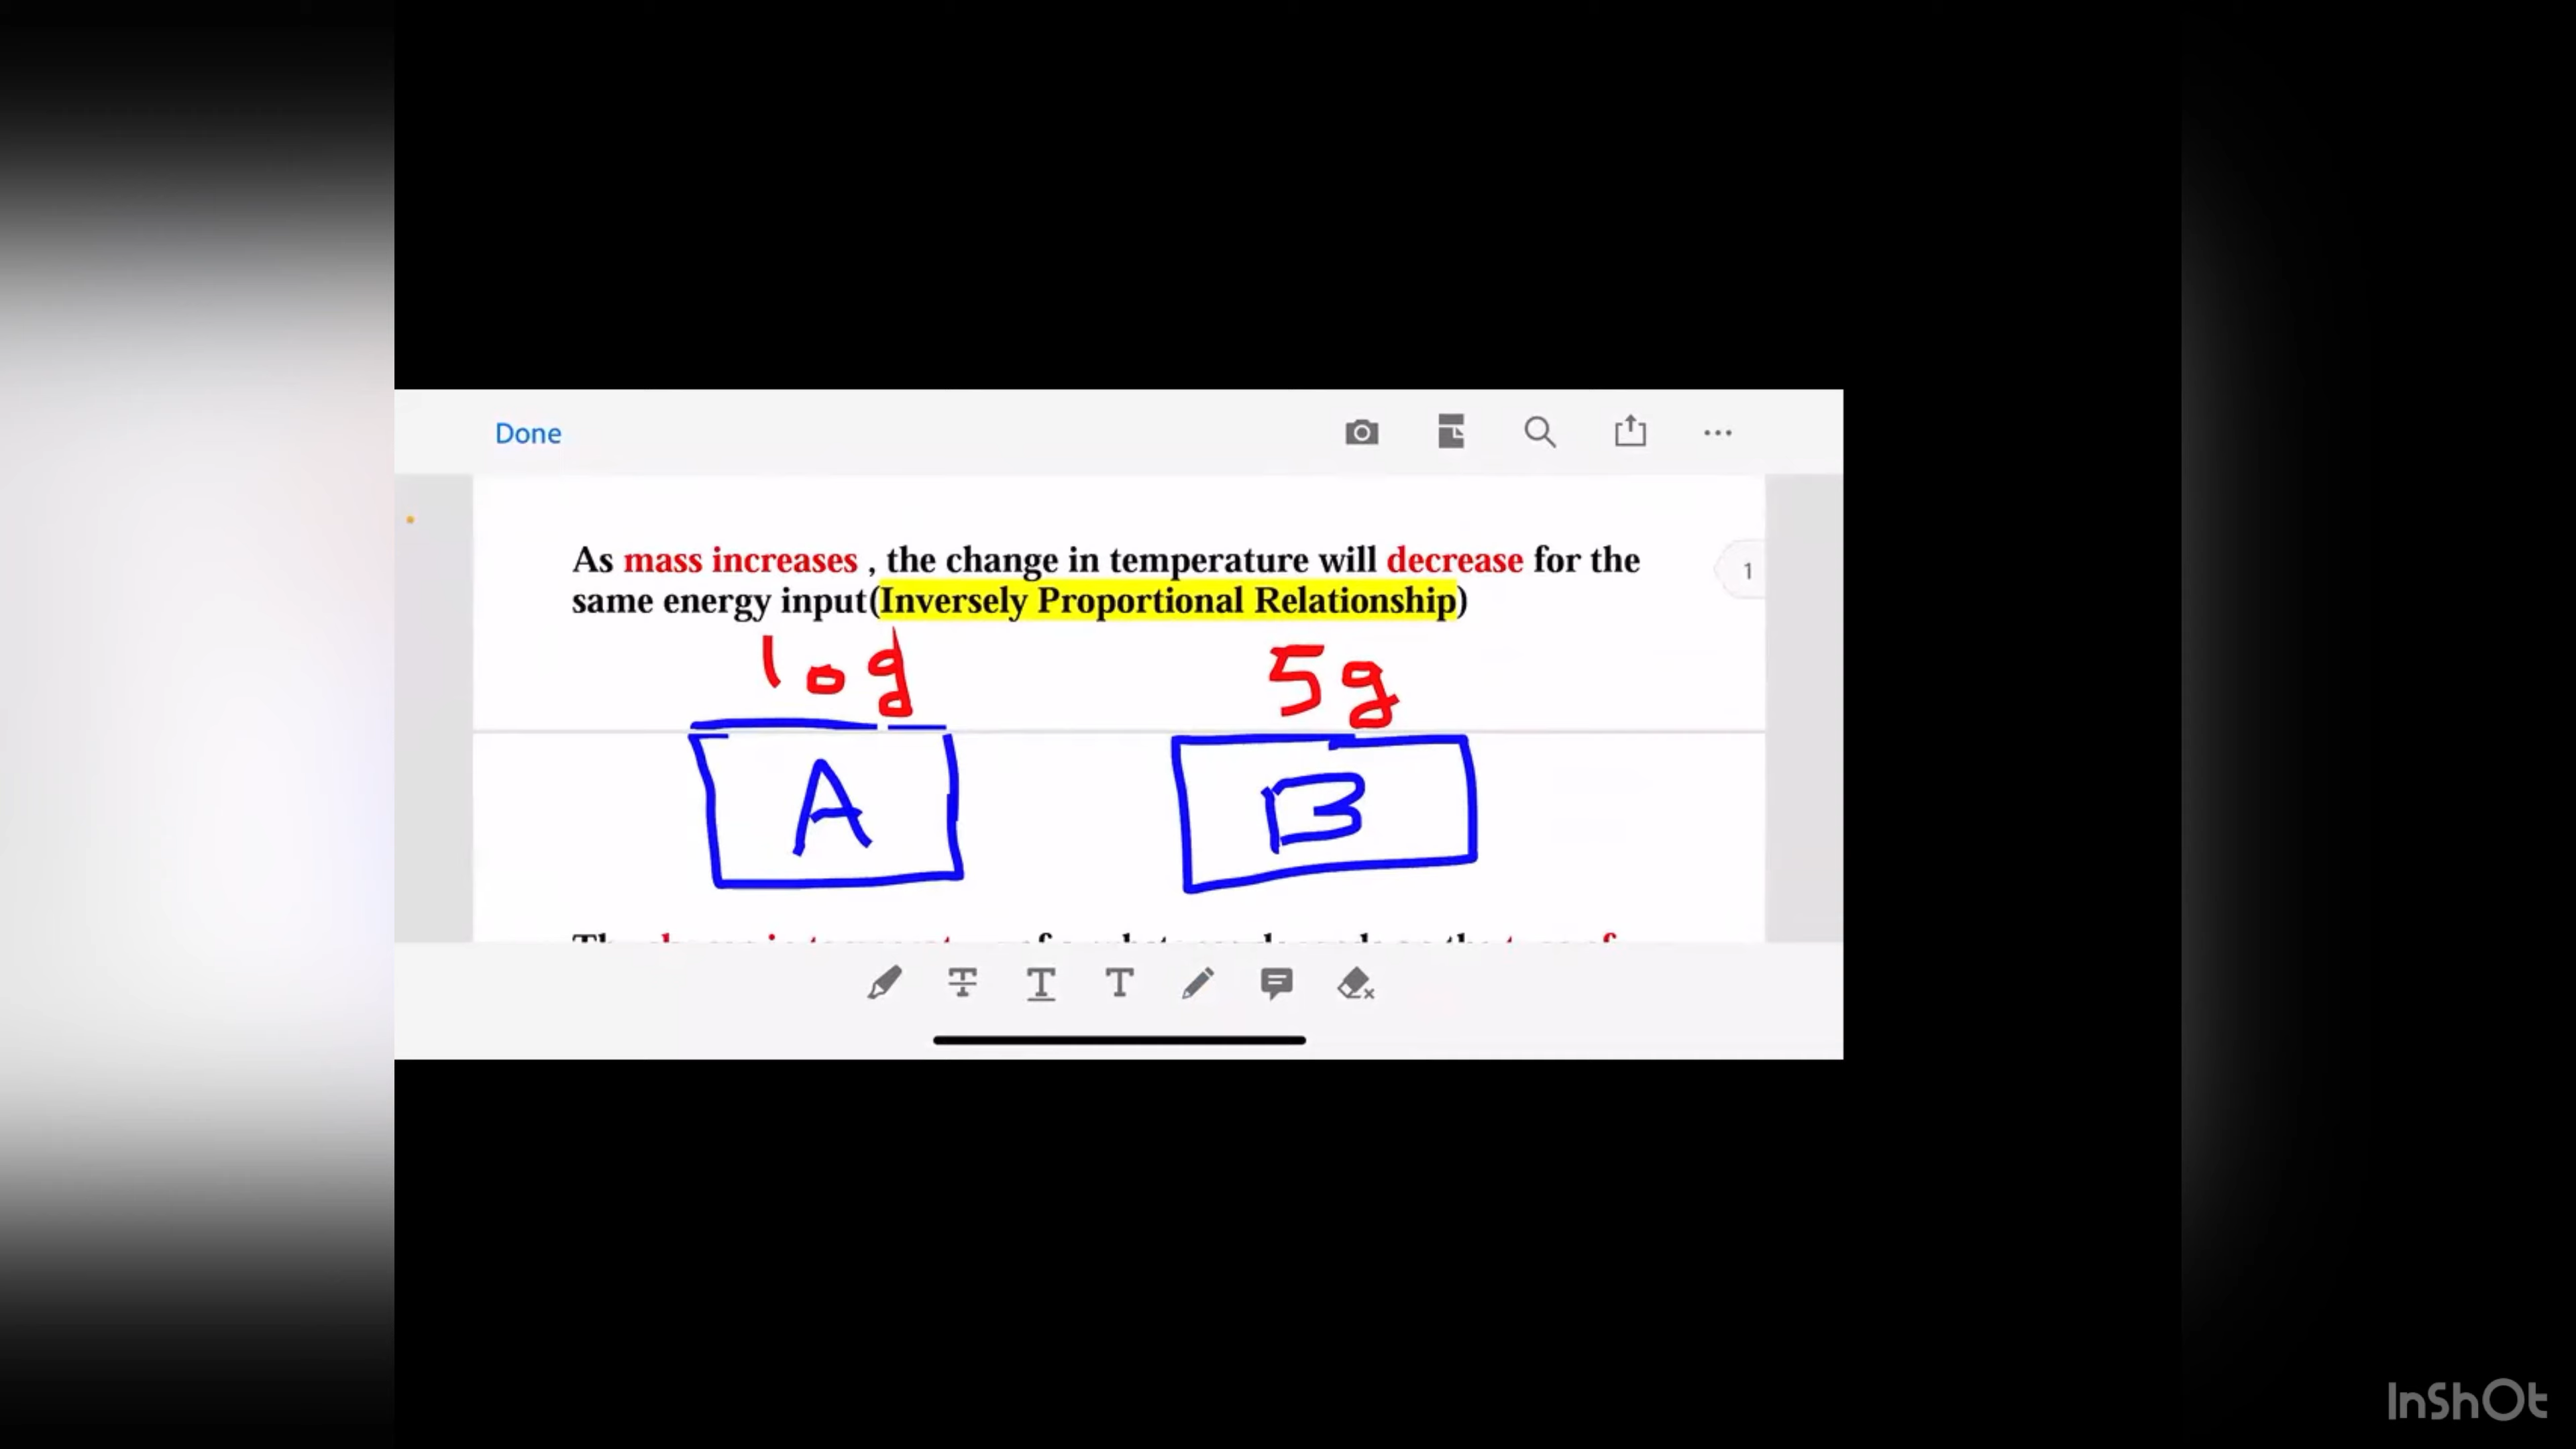 Done
As mass increases , the change in temperature will decrease for the
same energy input(Inversely Proportional Relationship)
1
10g
5g
A
B
InShOt